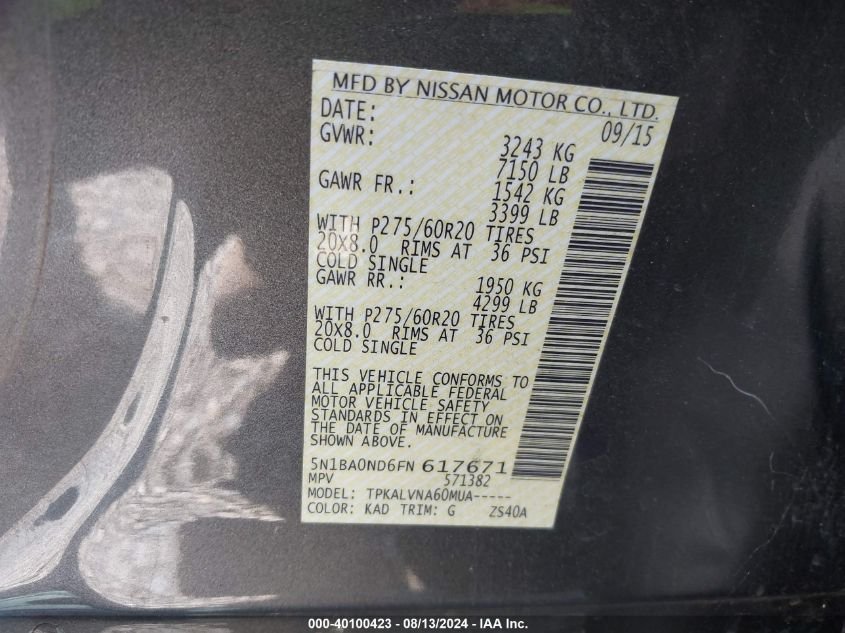 MFD BY NISSAN MOTOR CO., LTD.
DATE: 09/15
GVWR: 3243 KG
7150 LB
GAWR FR.: 1542 KG
3399 LB
WITH P275/60R20 TIRES
20X8.0 RIMS AT 36 PSI
COLD SINGLE
GAWR RR.: 1950 KG
4299 LB
WITH P275/60R20 TIRES
20X8.0 RIMS AT 36 PSI
COLD SINGLE
THIS VEHICLE CONFORMS TO
ALL APPLICABLE FEDERAL
MOTOR VEHICLE SAFETY
STANDARDS IN EFFECT ON
THE DATE OF MANUFACTURE
SHOWN ABOVE.
5N1BA0ND6FN 617671
MPV 571382
MODEL: TPKALVNA60MUA-----
COLOR: KAD TRIM: G ZS40A
000-40100423 - 08/13/2024 - IAA Inc.